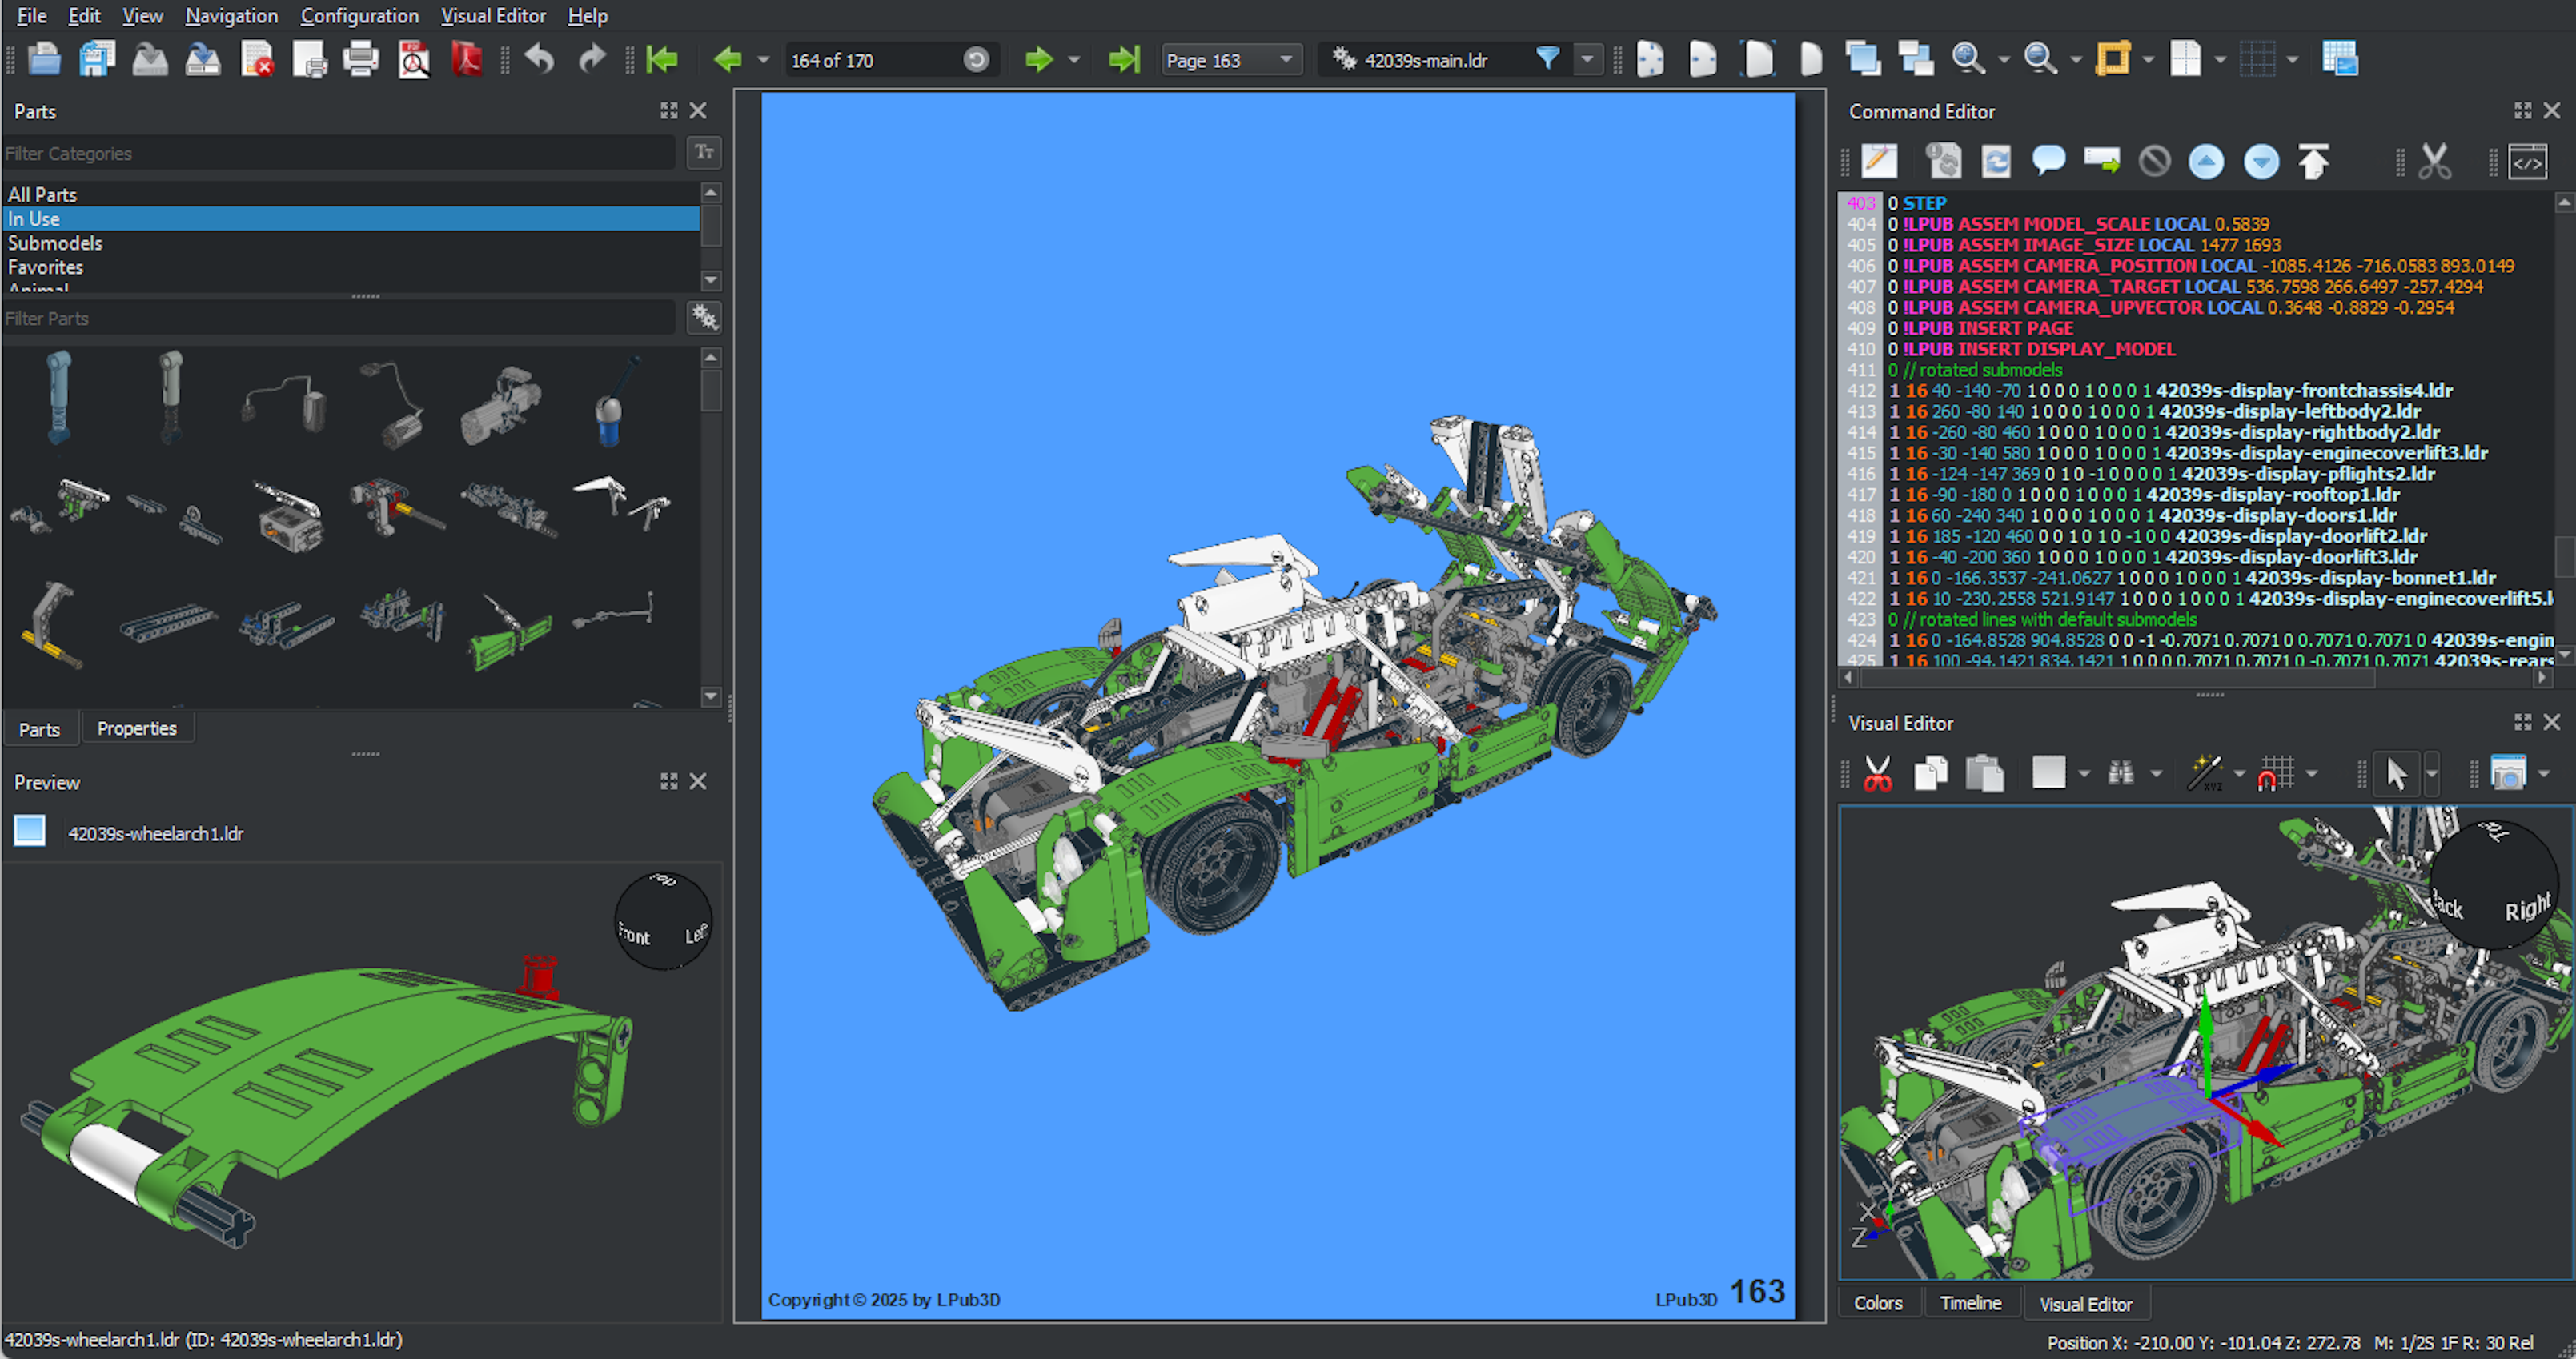 File Edit View Navigation Configuration Visual Editor Help
164 of 170
Page 163
42039s-main.ldr
Parts
Filter Categories
All Parts
In Use
Submodels
Favorites
Animal
Filter Parts
Parts Properties
Preview
42039s-wheelarch1.ldr
Top
Front Left
Copyright © 2025 by LPub3D
LPub3D 163
Command Editor
403 0 STEP
404 0 !LPUB ASSEM MODEL_SCALE LOCAL 0.5839
405 0 !LPUB ASSEM IMAGE_SIZE LOCAL 1477 1693
406 0 !LPUB ASSEM CAMERA_POSITION LOCAL -1085.4126 -716.0583 893.0149
407 0 !LPUB ASSEM CAMERA_TARGET LOCAL 536.7598 266.6497 -257.4294
408 0 !LPUB ASSEM CAMERA_UPVECTOR LOCAL 0.3648 -0.8829 -0.2954
409 0 !LPUB INSERT PAGE
410 0 !LPUB INSERT DISPLAY_MODEL
411 0 // rotated submodels
412 1 16 40 -140 -70 1 0 0 0 1 0 0 0 1 42039s-display-frontchassis4.ldr
413 1 16 260 -80 140 1 0 0 0 1 0 0 0 1 42039s-display-leftbody2.ldr
414 1 16 -260 -80 460 1 0 0 0 1 0 0 0 1 42039s-display-rightbody2.ldr
415 1 16 -30 -140 580 1 0 0 0 1 0 0 0 1 42039s-display-enginecoverlift3.ldr
416 1 16 -124 -147 369 0 1 0 -1 0 0 0 0 1 42039s-display-pflights2.ldr
417 1 16 -90 -180 0 1 0 0 0 1 0 0 0 1 42039s-display-rooftop1.ldr
418 1 16 60 -240 340 1 0 0 0 1 0 0 0 1 42039s-display-doors1.ldr
419 1 16 185 -120 460 0 0 1 0 1 0 -1 0 0 42039s-display-doorlift2.ldr
420 1 16 -40 -200 360 1 0 0 0 1 0 0 0 1 42039s-display-doorlift3.ldr
421 1 16 0 -166.3537 -241.0627 1 0 0 0 1 0 0 0 1 42039s-display-bonnet1.ldr
422 1 16 10 -230.2558 521.9147 1 0 0 0 1 0 0 0 1 42039s-display-enginecoverlift5.l
423 0 // rotated lines with default submodels
424 1 16 0 -164.8528 904.8528 0 0 -1 -0.7071 0.7071 0 0.7071 0.7071 0 42039s-engin
425 1 16 100 -94.1421 834.1421 1 0 0 0 0.7071 0.7071 0 -0.7071 0.7071 42039s-rears
Visual Editor
XYZ
Top
Back Right
Y
X
Z
Colors Timeline Visual Editor
42039s-wheelarch1.ldr (ID: 42039s-wheelarch1.ldr)
Position X: -210.00 Y: -101.04 Z: 272.78 M: 1/2S 1F R: 30 Rel